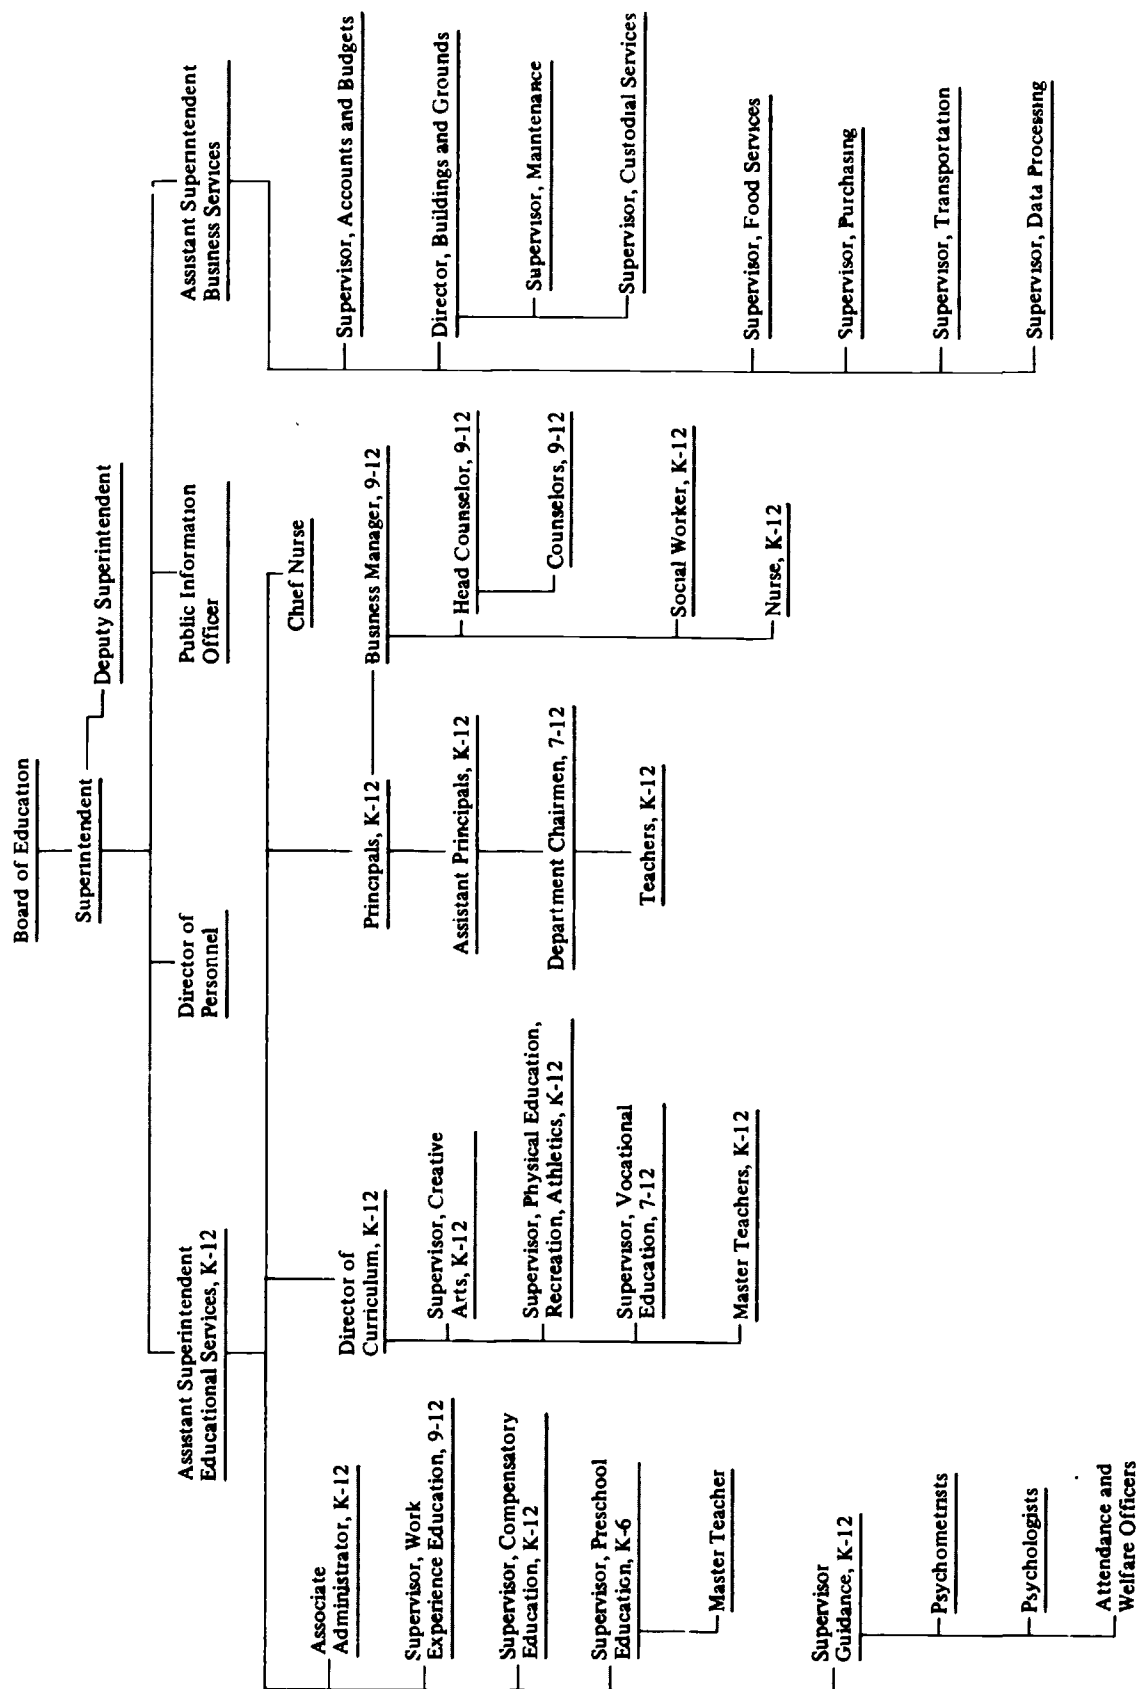 Board of Education
Superintendent
Deputy Superintendent
Assistant Superintendent
Educational Services, K-12
Director of
Personnel
Public Information
Officer
Assistant Superintendent
Business Services
Associate
Administrator, K-12
Supervisor, Work
Experience Education, 9-12
Supervisor, Compensatory
Education, K-12
Supervisor, Preschool
Education, K-6
Master Teacher
Supervisor
Guidance, K-12
Psychometrists
Psychologists
Attendance and
Welfare Officers
Director of
Curriculum, K-12
Supervisor, Creative
Arts, K-12
Supervisor, Physical Education,
Recreation, Athletics, K-12
Supervisor, Vocational
Education, 7-12
Master Teachers, K-12
Principals, K-12
Assistant Principals, K-12
Department Chairmen, 7-12
Teachers, K-12
Chief Nurse
Business Manager, 9-12
Head Counselor, 9-12
Counselors, 9-12
Social Worker, K-12
Nurse, K-12
Supervisor, Accounts and Budgets
Director, Buildings and Grounds
Supervisor, Maintenance
Supervisor, Custodial Services
Supervisor, Food Services
Supervisor, Purchasing
Supervisor, Transportation
Supervisor, Data Processing